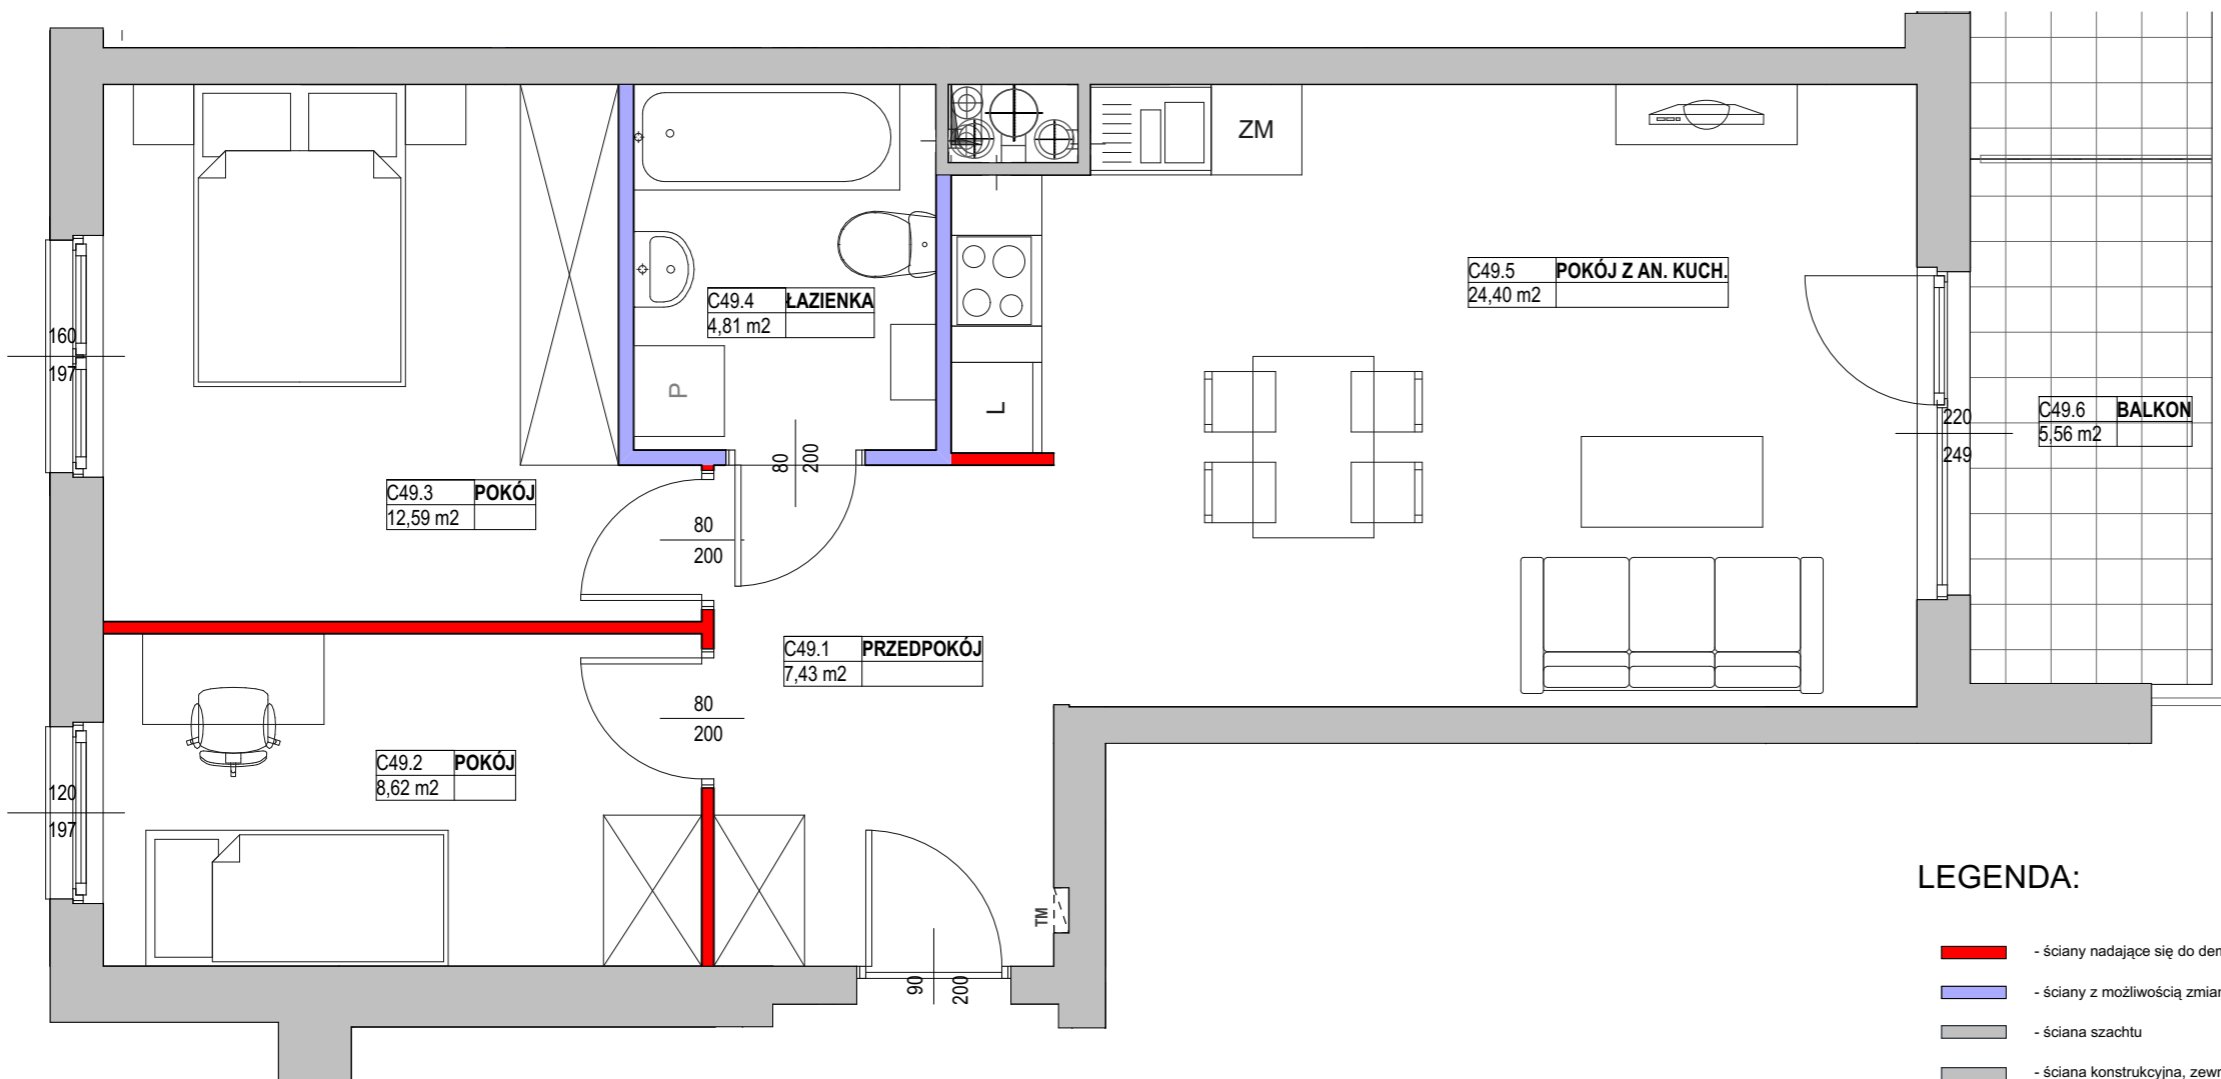 ZM
C49.5 POKÓJ Z AN. KUCH.
24,40 m2
C49.4 ŁAZIENKA
4,81 m2
160
197
P
L
220
249
C49.6 BALKON
5,56 m2
80
200
C49.3 POKÓJ
12,59 m2
80
200
C49.1 PRZEDPOKÓJ
7,43 m2
80
200
C49.2 POKÓJ
8,62 m2
120
197
TM
90
200
LEGENDA:
- ściany nadające się do dem
- ściany z możliwością zmian
- ściana szachtu
- ściana konstrukcyjna, zewn